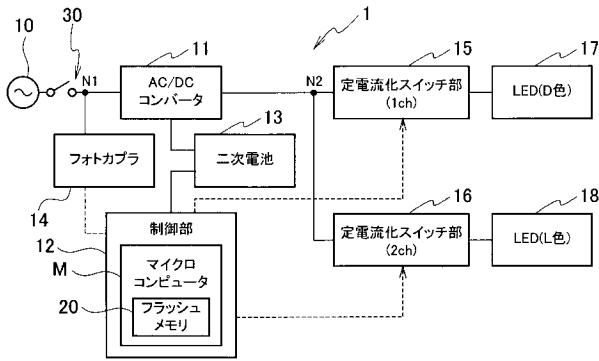 1
10
30
N1
11
AC/DC
コンバータ
N2
15
定電流化スイッチ部
(1ch)
17
LED(D色)
フォトカプラ
14
13
二次電池
12
制御部
M
マイクロ
コンピュータ
20
フラッシュ
メモリ
16
定電流化スイッチ部
(2ch)
18
LED(L色)